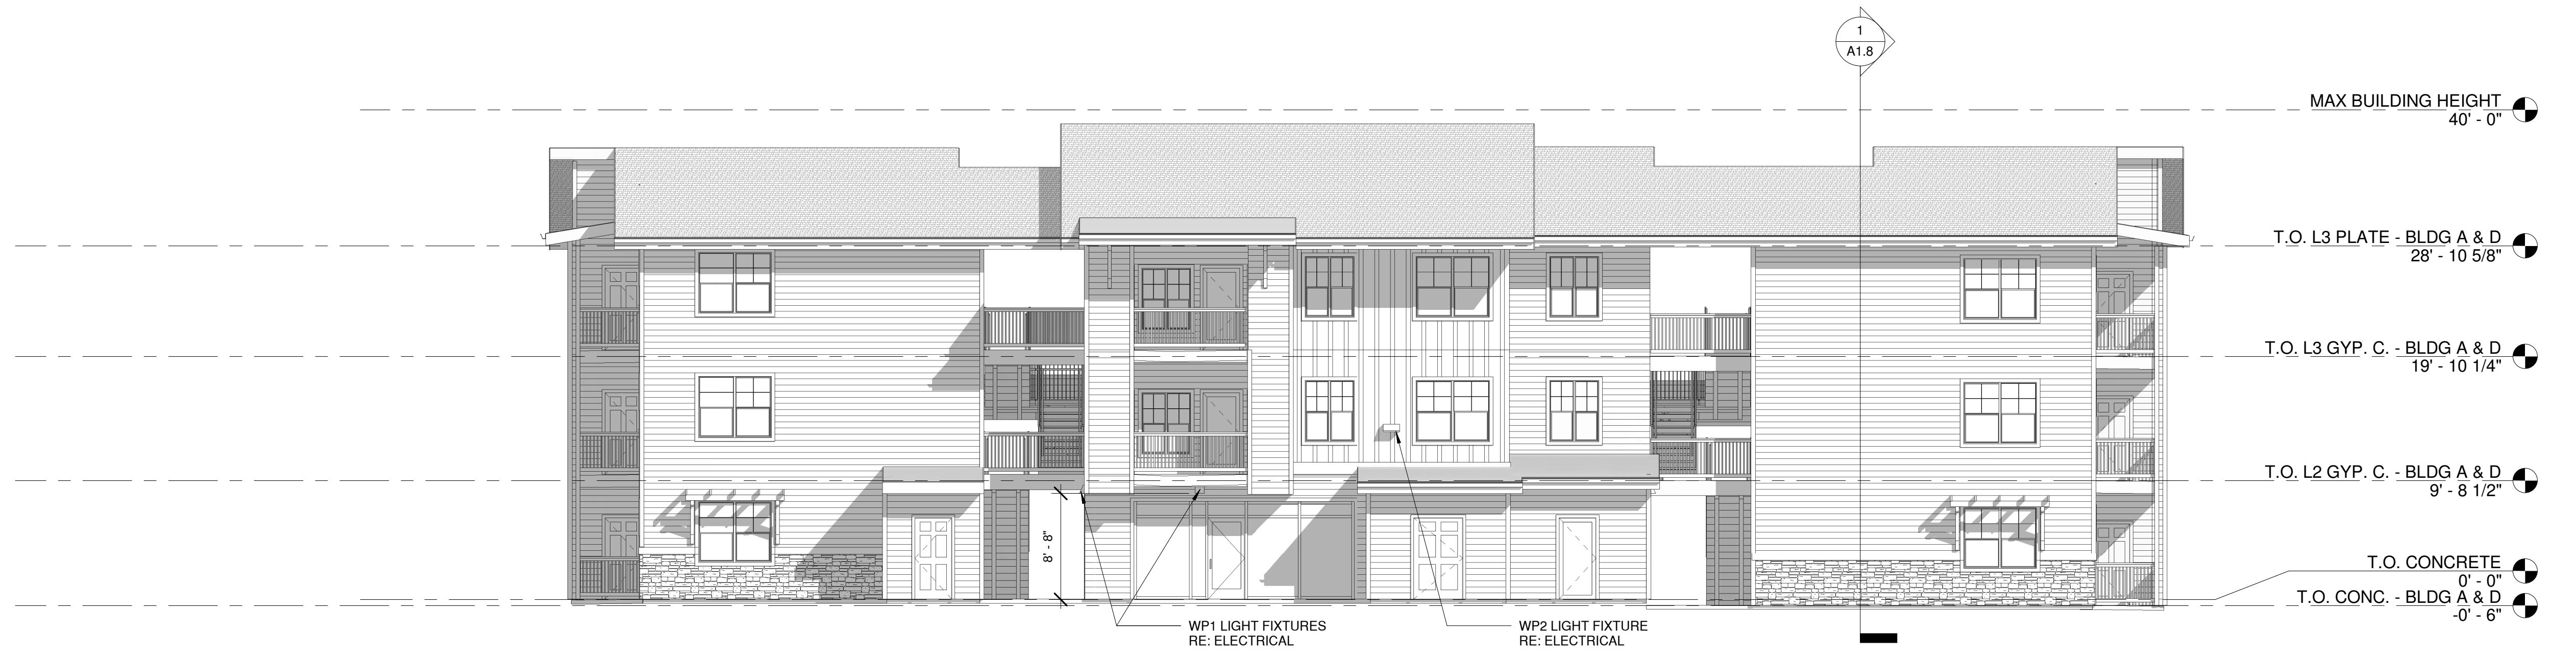 1
A1.8
MAX BUILDING HEIGHT
40' - 0"
T.O. L3 PLATE - BLDG A & D
28' - 10 5/8"
T.O. L3 GYP. C. - BLDG A & D
19' - 10 1/4"
T.O. L2 GYP. C. - BLDG A & D
9' - 8 1/2"
8' - 8"
T.O. CONCRETE
0' - 0"
T.O. CONC. - BLDG A & D
-0' - 6"
WP1 LIGHT FIXTURES
RE: ELECTRICAL
WP2 LIGHT FIXTURE
RE: ELECTRICAL